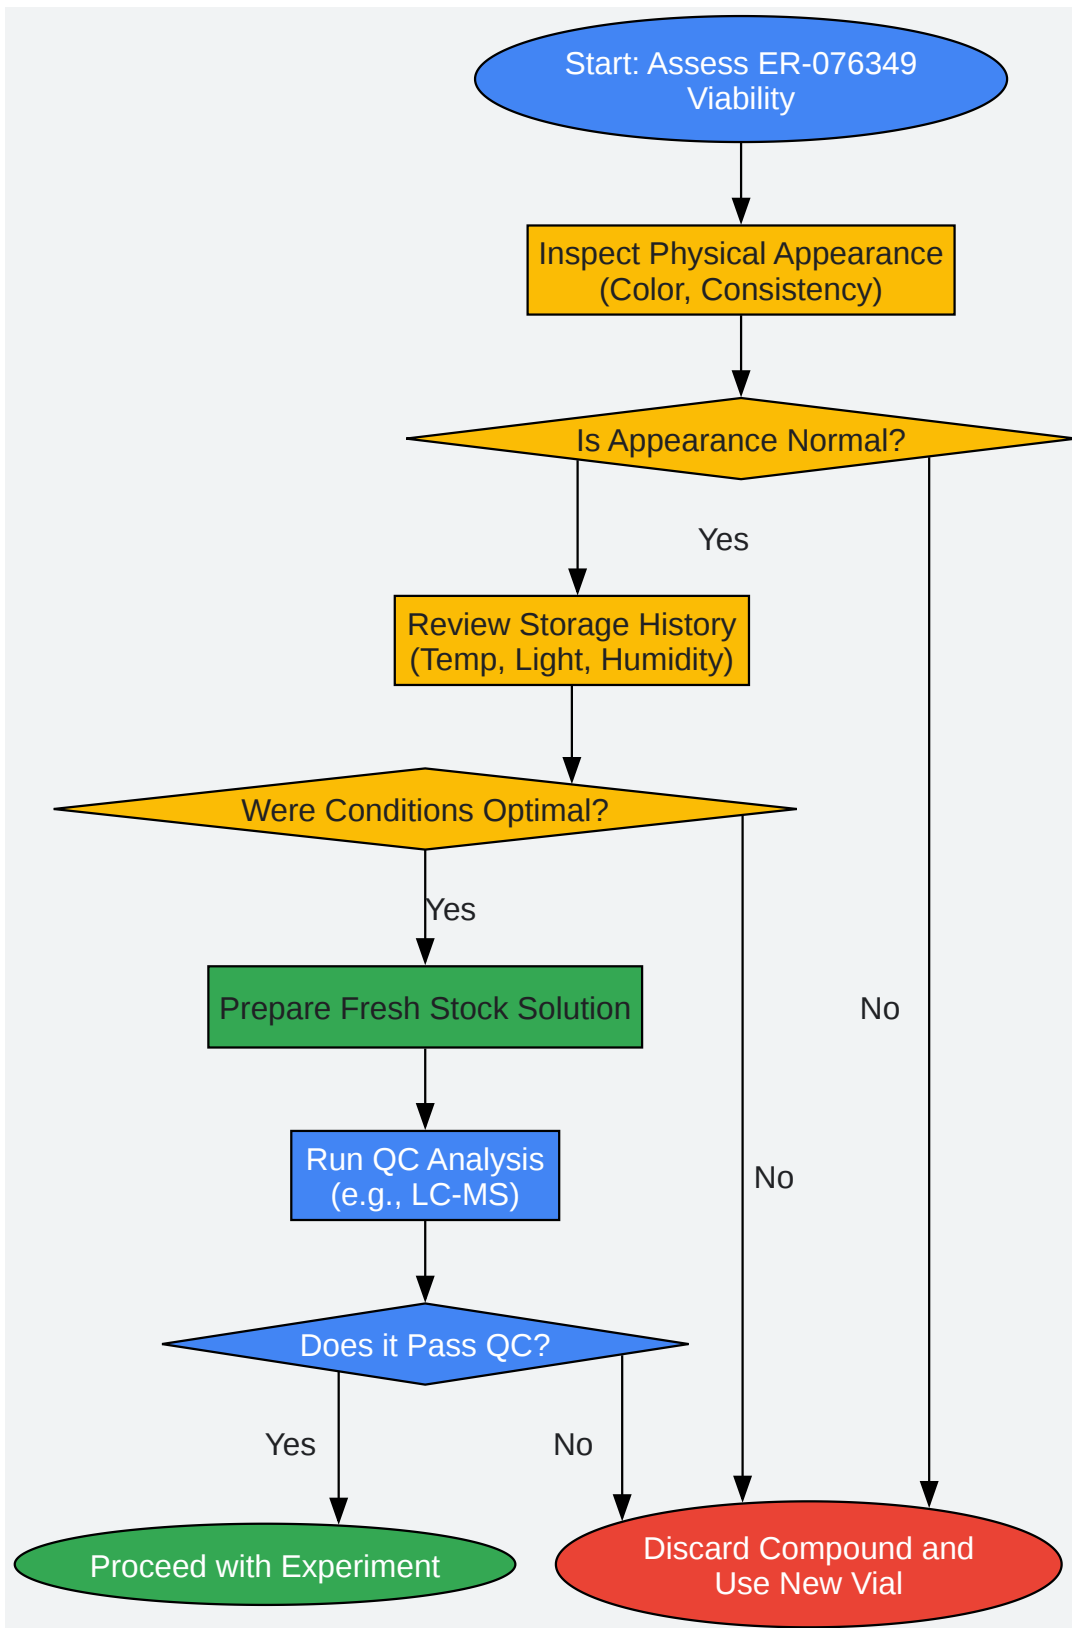 Start: Assess ER-076349
Viability
Inspect Physical Appearance
(Color, Consistency)
Is Appearance Normal?
Yes
Review Storage History
(Temp, Light, Humidity)
Were Conditions Optimal?
Yes
Prepare Fresh Stock Solution
No
Run QC Analysis
(e.g., LC-MS)
No
Does it Pass QC?
Yes
No
Proceed with Experiment
Discard Compound and
Use New Vial